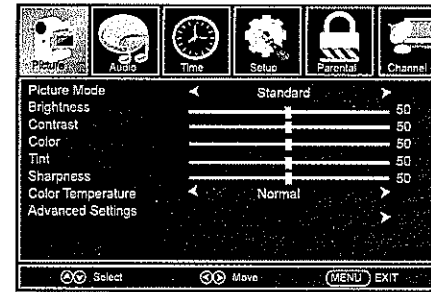 Picture Audio Time Setup Parental Channel
Picture Mode Standard
Brightness 50
Contrast 50
Color 50
Tint 50
Sharpness 50
Color Temperature Normal
Advanced Settings
Select Move MENU EXIT